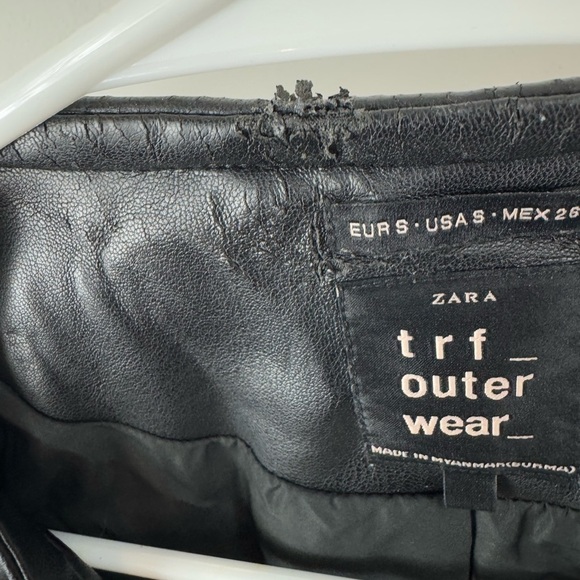 EUR S · USA S · MEX 26
ZARA
trf_
outer
wear_
MADE IN MYANMAR(BURMA)